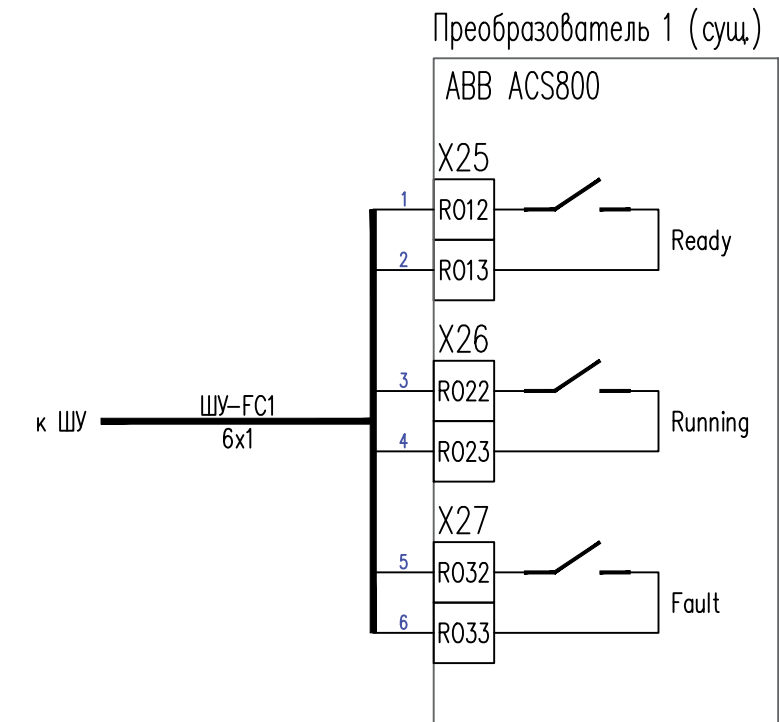 Преобразователь 1 (сущ.)
ABB ACS800
X25
1
RO12
2
RO13
Ready
X26
3
RO22
4
RO23
Running
к ШУ
ШУ-FC1
6x1
X27
5
RO32
6
RO33
Fault